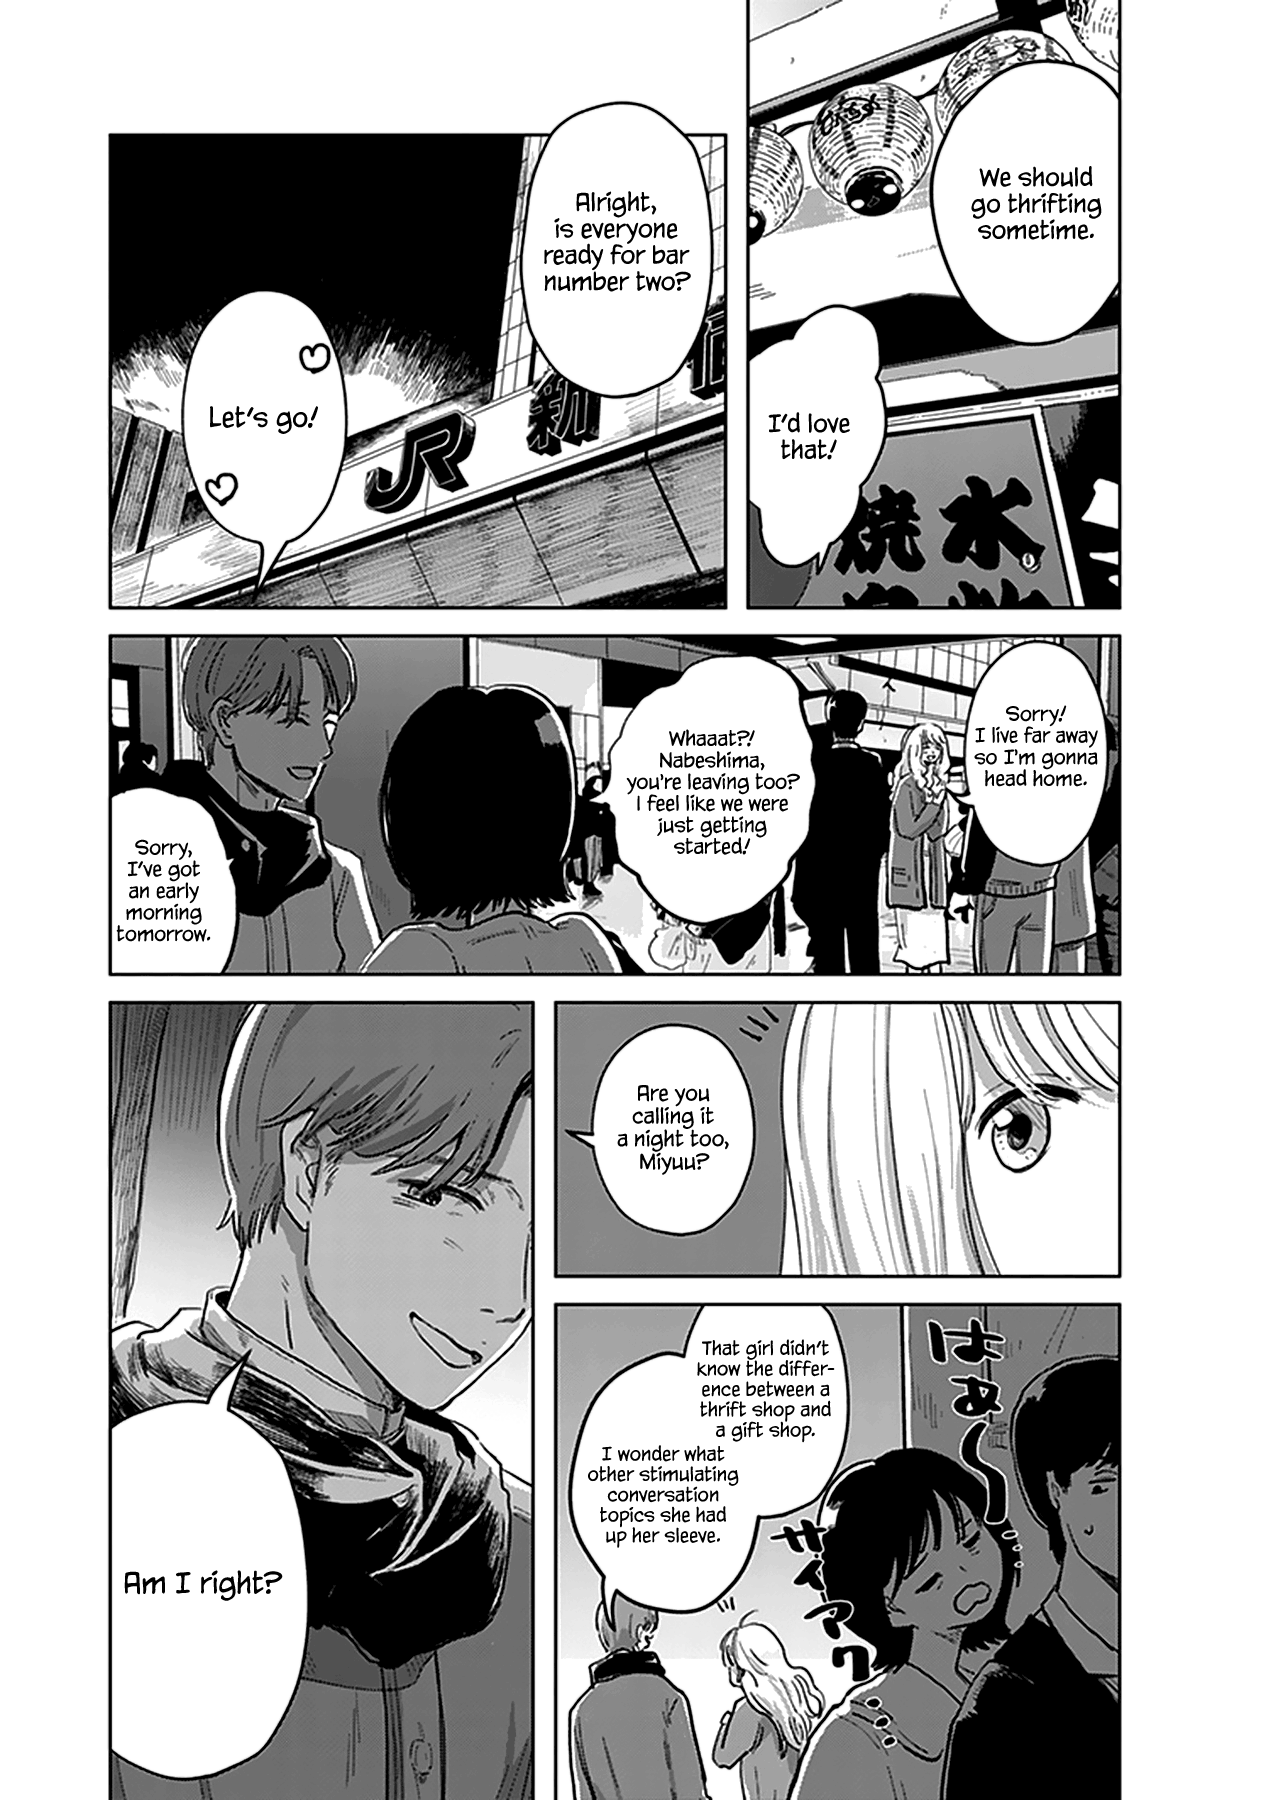 We should
go thrifting
sometime.
I'd love
that!
水
焼
Alright,
is everyone
ready for bar
number two?
Let's go!
JR 新 宿
Sorry!
I live far away
so I'm gonna
head home.
Whaaat?!
Nabeshima,
you're leaving too?
I feel like we were
just getting
started!
Sorry,
I've got
an early
morning
tomorrow.
Are you
calling it
a night too,
Miyuu?
That girl didn't
know the differ-
ence between a
thrift shop and
a gift shop.
I wonder what
other stimulating
conversation
topics she had
up her sleeve.
はぁ〜〜
サイアク…
Am I right?